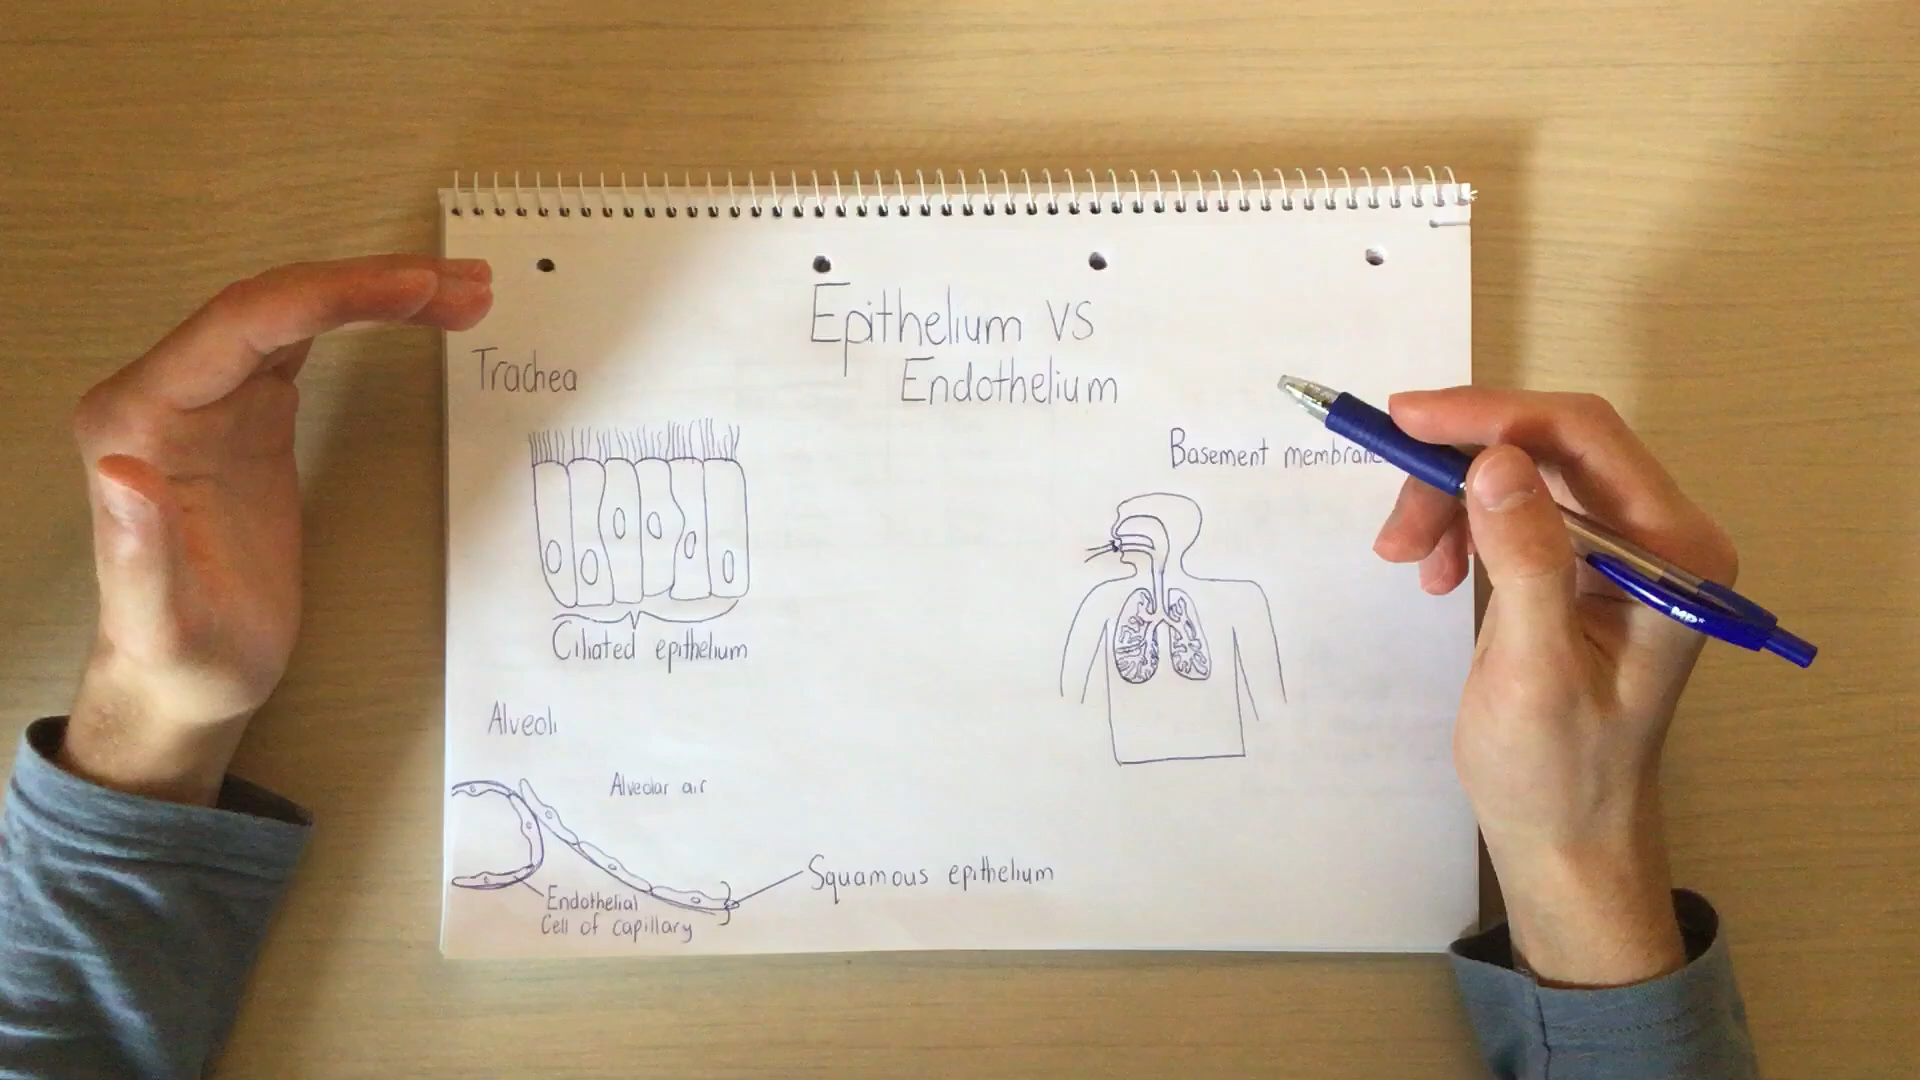 Epithelium VS
Endothelium
Trachea
Basement membrane
Ciliated epithelium
Alveoli
Alveolar air
Squamous epithelium
Endothelial
Cell of capillary